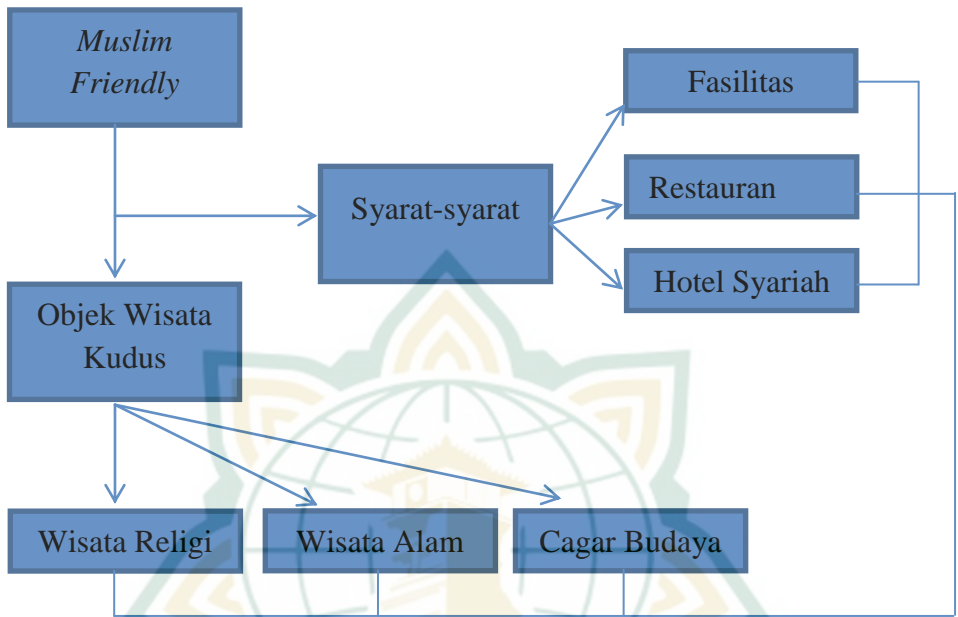 Muslim
Friendly
Fasilitas
Restauran
Syarat-syarat
Hotel Syariah
Objek Wisata
Kudus
Wisata Religi
Wisata Alam
Cagar Budaya